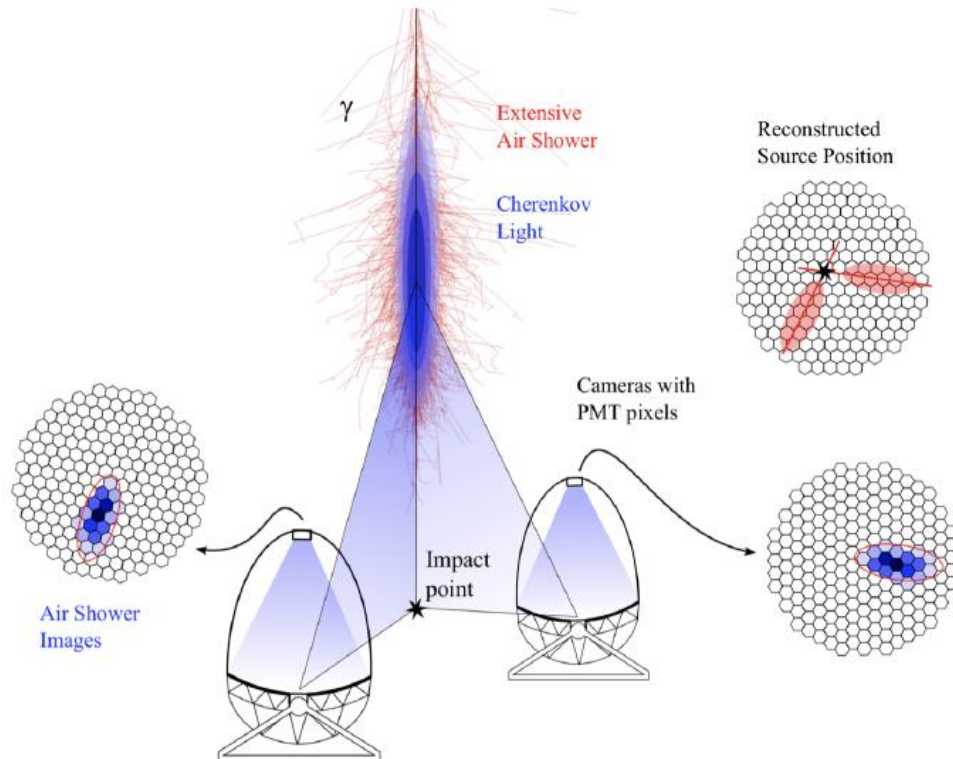 γ
Extensive
Air Shower
Cherenkov
Light
Reconstructed
Source Position
Cameras with
PMT pixels
Impact
point
Air Shower
Images